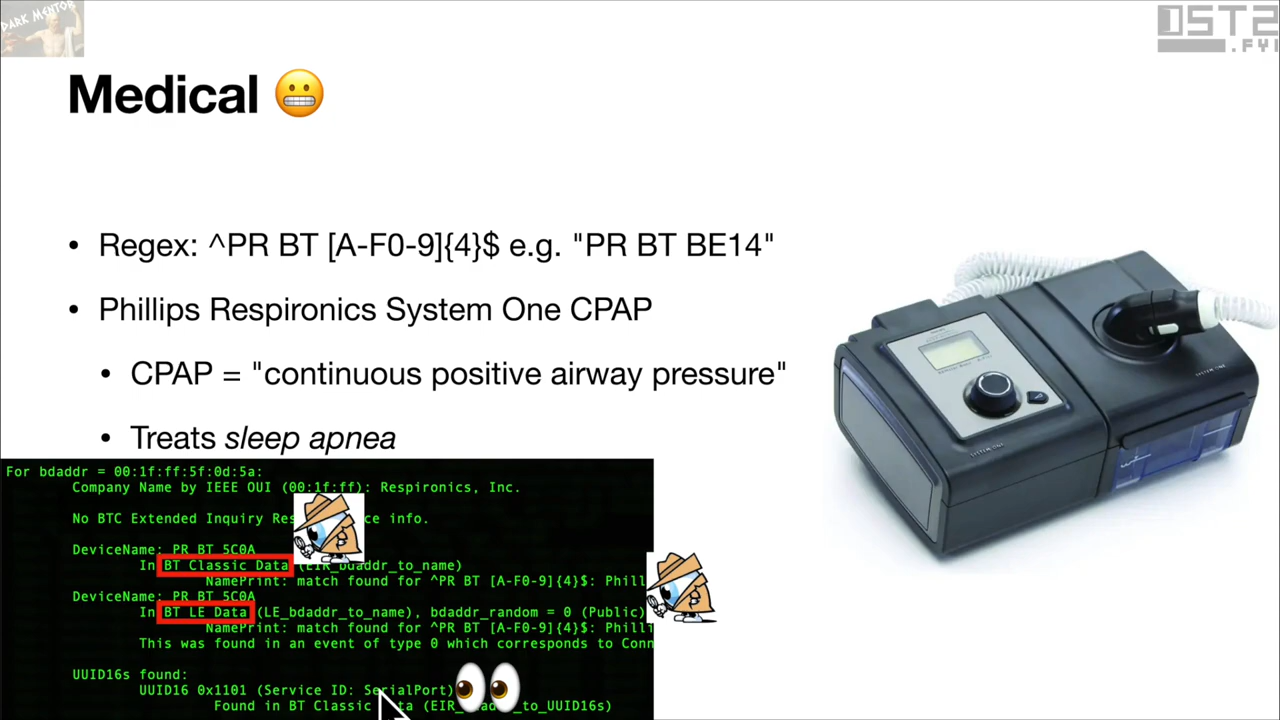 DARK MENTOR
OST2
.FYI
Medical
• Regex: ^PR BT [A-F0-9]{4}$ e.g. "PR BT BE14"
• Phillips Respironics System One CPAP
• CPAP = "continuous positive airway pressure"
• Treats sleep apnea
SYSTEM ONE
SYSTEM ONE
For bdaddr = 00:1f:ff:5f:0d:5a:
Company Name by IEEE OUI (00:1f:ff): Respironics, Inc.
No BTC Extended Inquiry Res ce info.
DeviceName: PR BT 5C0A
In BT Classic Data (EIR_bdaddr_to_name)
NamePrint: match found for ^PR BT [A-F0-9]{4}$: Phill
DeviceName: PR BT 5C0A
In BT LE Data (LE_bdaddr_to_name), bdaddr_random = 0 (Public)
NamePrint: match found for ^PR BT [A-F0-9]{4}$: Philli
This was found in an event of type 0 which corresponds to Conn
UUID16s found:
UUID16 0x1101 (Service ID: SerialPort)
Found in BT Classic ta (EIR_ _to_UUID16s)